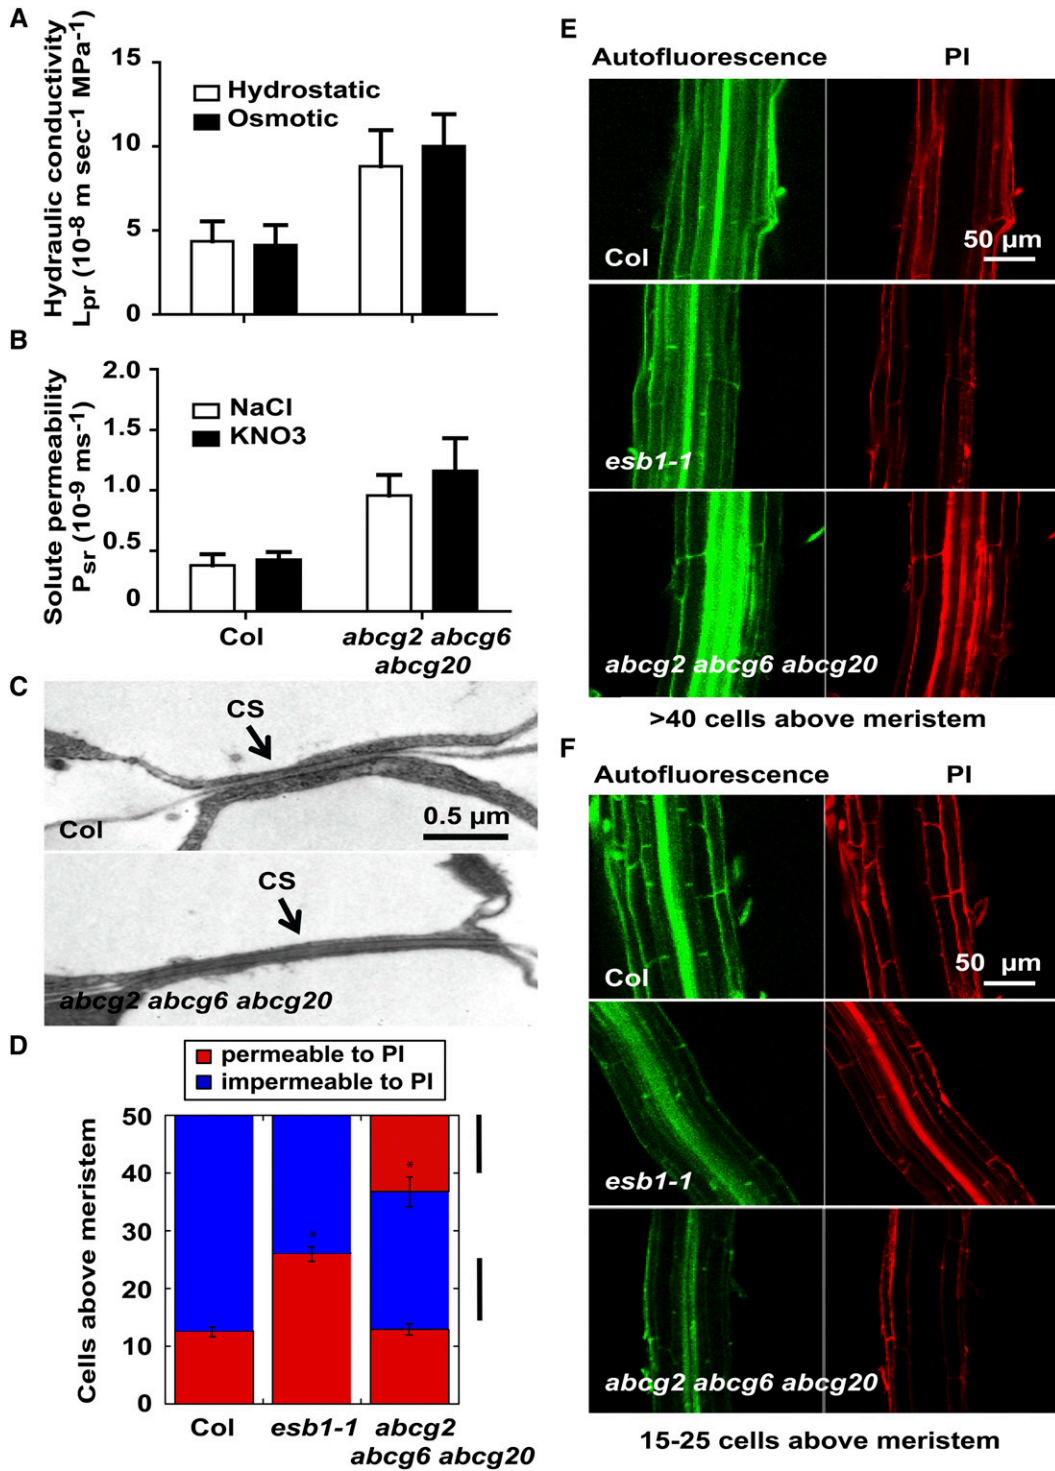 A
Hydraulic conductivity
Lpr (10-8 m sec-1 MPa-1)
15
10
5
0
Hydrostatic
Osmotic
B
Solute permeability
Psr (10-9 ms-1)
2.0
1.5
1.0
0.5
0
NaCl
KNO3
Col
abcg2 abcg6
abcg20
C
CS
Col
0.5 µm
CS
abcg2 abcg6 abcg20
D
permeable to PI
impermeable to PI
Cells above meristem
50
40
30
20
10
0
*
*
Col
esb1-1
abcg2
abcg6 abcg20
E
Autofluorescence
PI
Col
50 µm
esb1-1
abcg2 abcg6 abcg20
>40 cells above meristem
F
Autofluorescence
PI
Col
50 µm
esb1-1
abcg2 abcg6 abcg20
15-25 cells above meristem